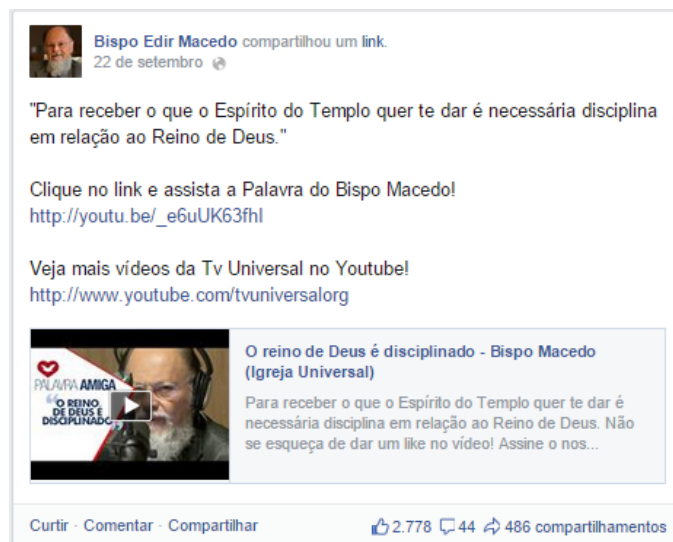 Bispo Edir Macedo compartilhou um link.
22 de setembro
"Para receber o que o Espírito do Templo quer te dar é necessária disciplina
em relação ao Reino de Deus."
Clique no link e assista a Palavra do Bispo Macedo!
http://youtu.be/_e6uUK63fhI
Veja mais vídeos da Tv Universal no Youtube!
http://www.youtube.com/tvuniversalorg
PALAVRA AMIGA
“O REINO
DE DEUS É
DISCIPLINADO
O reino de Deus é disciplinado - Bispo Macedo
(Igreja Universal)
Para receber o que o Espírito do Templo quer te dar é
necessária disciplina em relação ao Reino de Deus. Não
se esqueça de dar um like no vídeo! Assine o nos...
Curtir · Comentar · Compartilhar 2.778 44 486 compartilhamentos